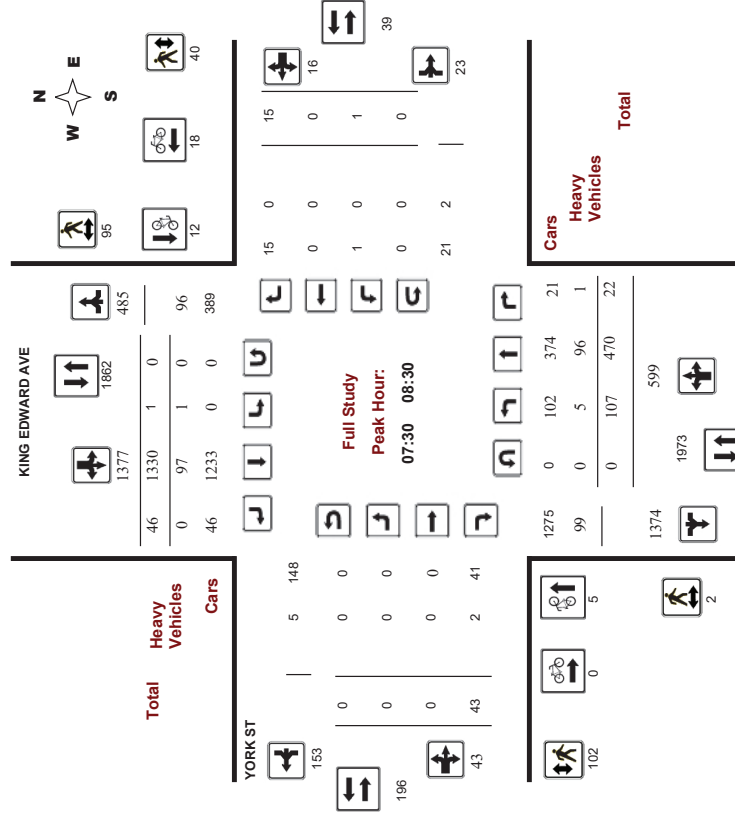 KING EDWARD AVE
N
W E
S
1377 1862 485
95
46 1330 1 0
0 97 1 0 96
46 1233 0 0 389
12 18 40
Total
Heavy
Vehicles
Cars
YORK ST
153 5 148
0 0 0
0 0 0
0 0 0
43 2 41
196
43
Full Study
Peak Hour:
07:30 08:30
15 0 15
0 0 0
1 0 1
0 0 0
21 2 23
16
39
1275 0 102 374 21 Cars
99 0 5 96 1 Heavy
Vehicles
0 107 470 22 Total
1374 599
1973
102 0 5
2